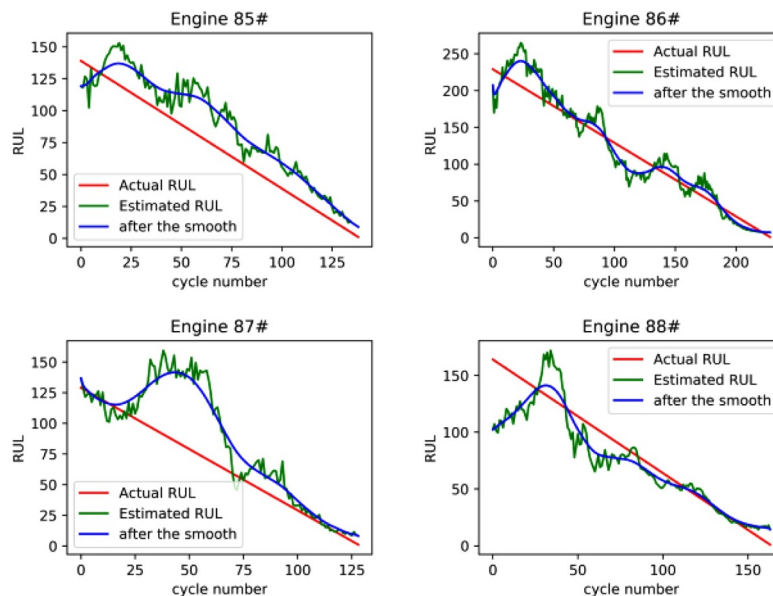 Engine 85#
150
125
100
75
50
25
0
RUL
Actual RUL
Estimated RUL
after the smooth
0 25 50 75 100 125
cycle number
Engine 86#
250
200
150
100
50
0
RUL
Actual RUL
Estimated RUL
after the smooth
0 50 100 150 200
cycle number
Engine 87#
150
125
100
75
50
25
0
RUL
Actual RUL
Estimated RUL
after the smooth
0 25 50 75 100 125
cycle number
Engine 88#
150
100
50
0
RUL
Actual RUL
Estimated RUL
after the smooth
0 50 100 150
cycle number